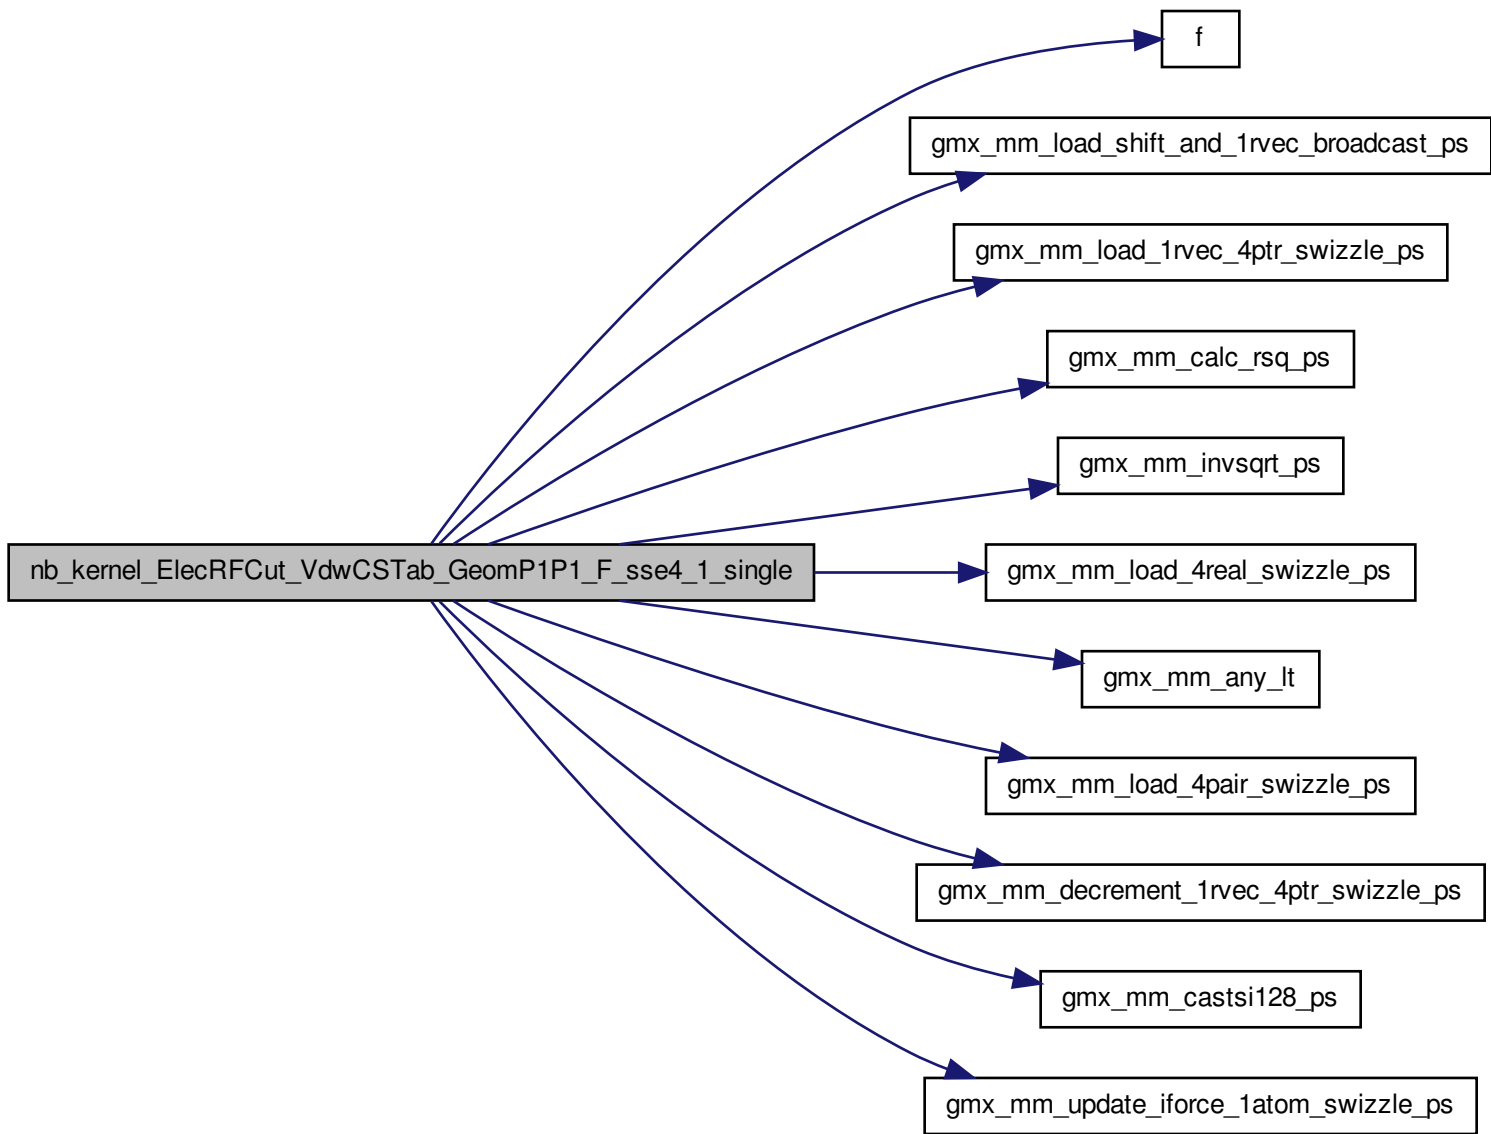 f
gmx_mm_load_shift_and_1rvec_broadcast_ps
gmx_mm_load_1rvec_4ptr_swizzle_ps
gmx_mm_calc_rsq_ps
gmx_mm_invsqrt_ps
nb_kernel_ElecRFCut_VdwCSTab_GeomP1P1_F_sse4_1_single
gmx_mm_load_4real_swizzle_ps
gmx_mm_any_lt
gmx_mm_load_4pair_swizzle_ps
gmx_mm_decrement_1rvec_4ptr_swizzle_ps
gmx_mm_castsi128_ps
gmx_mm_update_iforce_1atom_swizzle_ps